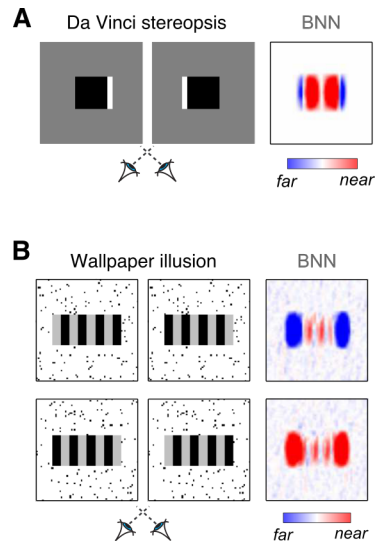 A
Da Vinci stereopsis
BNN
far
near
B
Wallpaper illusion
BNN
far
near